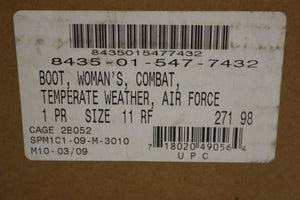 8435015477432
8435-01-547-7432
BOOT, WOMAN'S, COMBAT,
TEMPERATE WEATHER, AIR FORCE
1 PR SIZE 11 RF 271 98
CAGE 2B052
SPM1C1-09-M-3010
M10-03/09
7 18020 49056 4
UPC